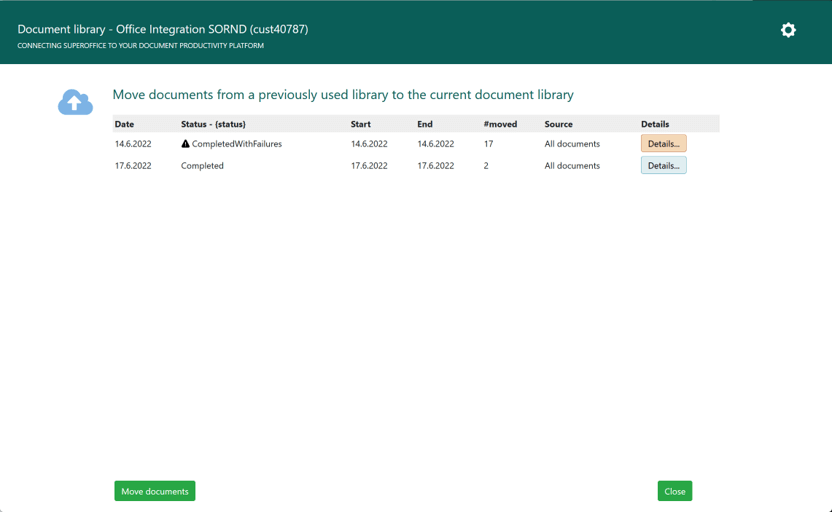 Document library - Office Integration SORND (cust40787)
CONNECTING SUPEROFFICE TO YOUR DOCUMENT PRODUCTIVITY PLATFORM
Move documents from a previously used library to the current document library
Date Status - {status} Start End #moved Source Details
14.6.2022 CompletedWithFailures 14.6.2022 14.6.2022 17 All documents Details...
17.6.2022 Completed 17.6.2022 17.6.2022 2 All documents Details...
Move documents Close